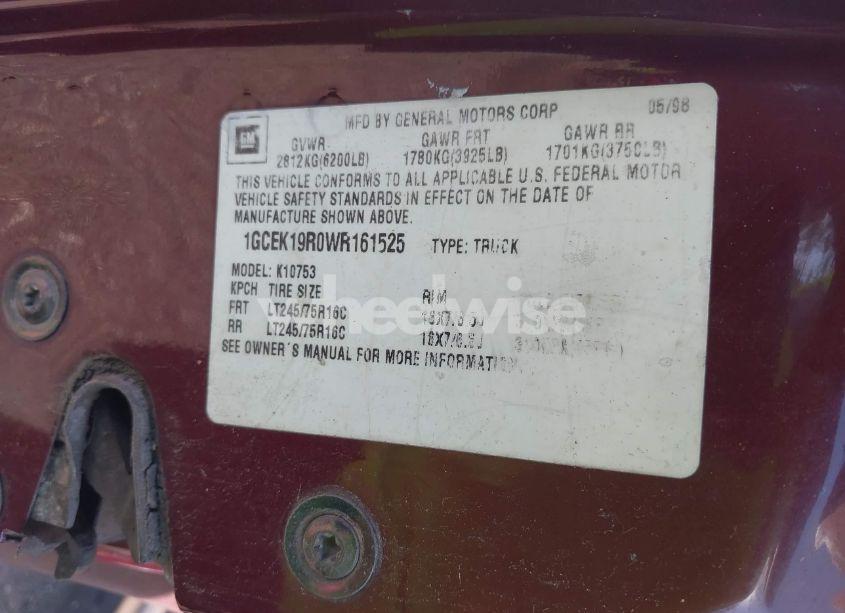 MFD BY GENERAL MOTORS CORP 05/98
GM
GVWR GAWR FRT GAWR RR
2812KG(6200LB) 1780KG(3925LB) 1701KG(3750LB)
THIS VEHICLE CONFORMS TO ALL APPLICABLE U.S. FEDERAL MOTOR
VEHICLE SAFETY STANDARDS IN EFFECT ON THE DATE OF
MANUFACTURE SHOWN ABOVE.
1GCEK19R0WR161525 TYPE: TRUCK
MODEL: K10753
KPCH TIRE SIZE RIM
FRT LT245/75R16C
RR LT245/75R16C
SEE OWNER'S MANUAL FOR MORE INFORMATION
wheelwise